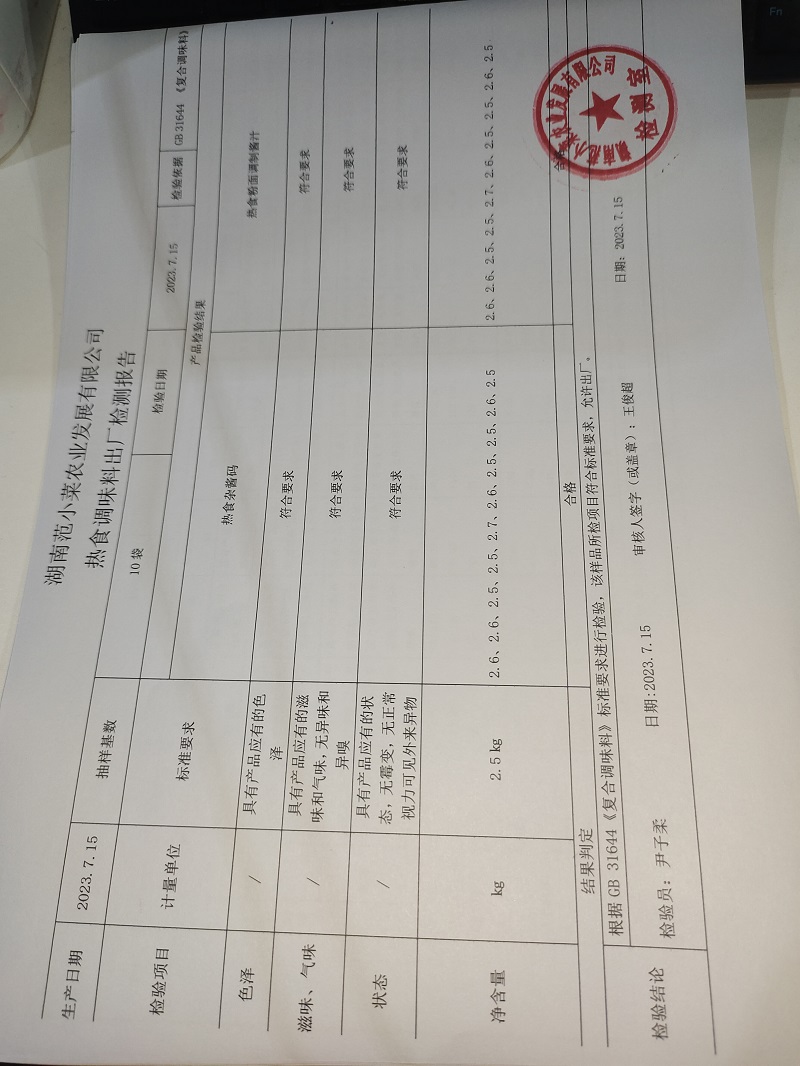 湖南范小菜农业发展有限公司
热食调味料出厂检测报告
生产日期 2023.7.15 抽样基数 10袋 检验日期 2023.7.15 检验依据 GB 31644 《复合调味料》
检验项目 计量单位 标准要求 产品检验结果
热食杂酱码 热食粉面调制酱汁
色泽 / 具有产品应有的色
泽 符合要求 符合要求
滋味、气味 / 具有产品应有的滋
味和气味,无异味和
异嗅 符合要求 符合要求
状态 / 具有产品应有的状
态,无霉变,无正常
视力可见外来异物 符合要求 符合要求
净含量 kg 2.5kg 2.6、2.6、2.5、2.5、2.7、2.6、2.5、2.5、2.6、2.5 2.6、2.6、2.5、2.5、2.7、2.6、2.5、2.5、2.6、2.5
结果判定 合格
检验结论 根据 GB 31644《复合调味料》标准要求进行检验,该样品所检项目符合标准要求,允许出厂。
检验员:尹子柔 日期:2023.7.15 审核人签字(或盖章):王俊超 日期:2023.7.15
湖南范小菜农业发展有限公司
检测室
Fn